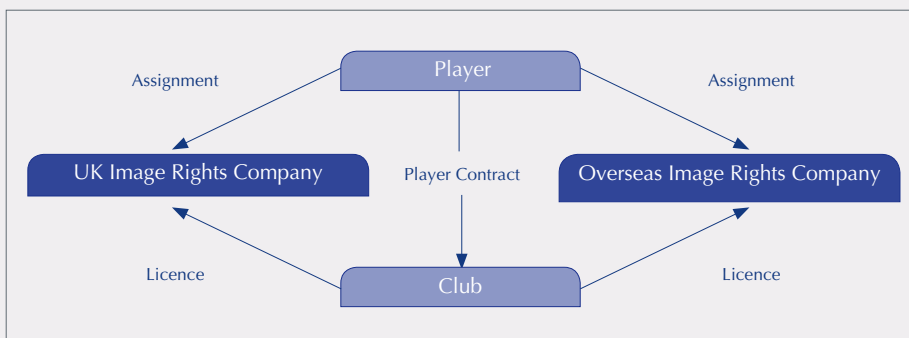 Player
Assignment
Assignment
UK Image Rights Company
Player Contract
Overseas Image Rights Company
Licence
Licence
Club